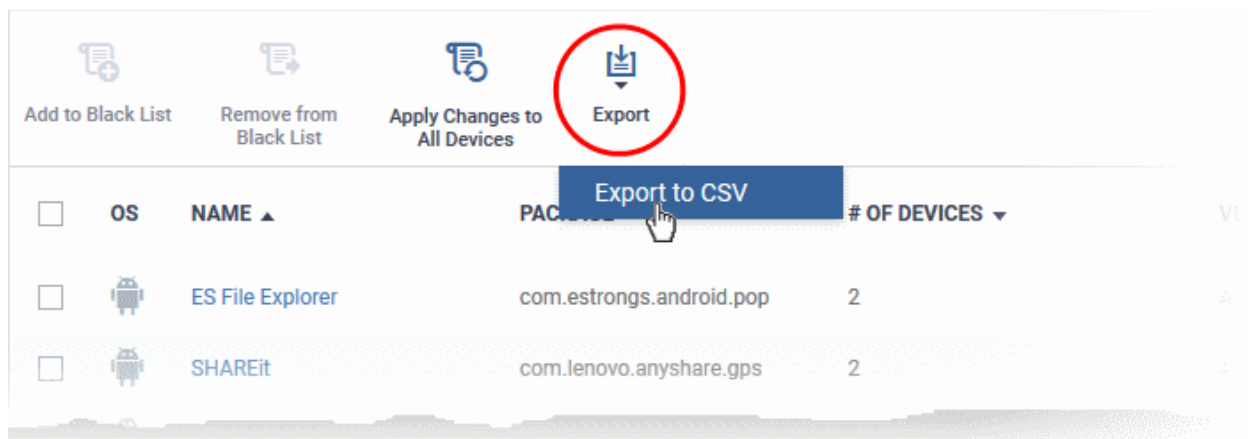 Add to Black List
Remove from
Black List
Apply Changes to
All Devices
Export
Export to CSV
OS
NAME
# OF DEVICES
ES File Explorer
com.estrongs.android.pop
2
SHAREit
com.lenovo.anyshare.gps
2